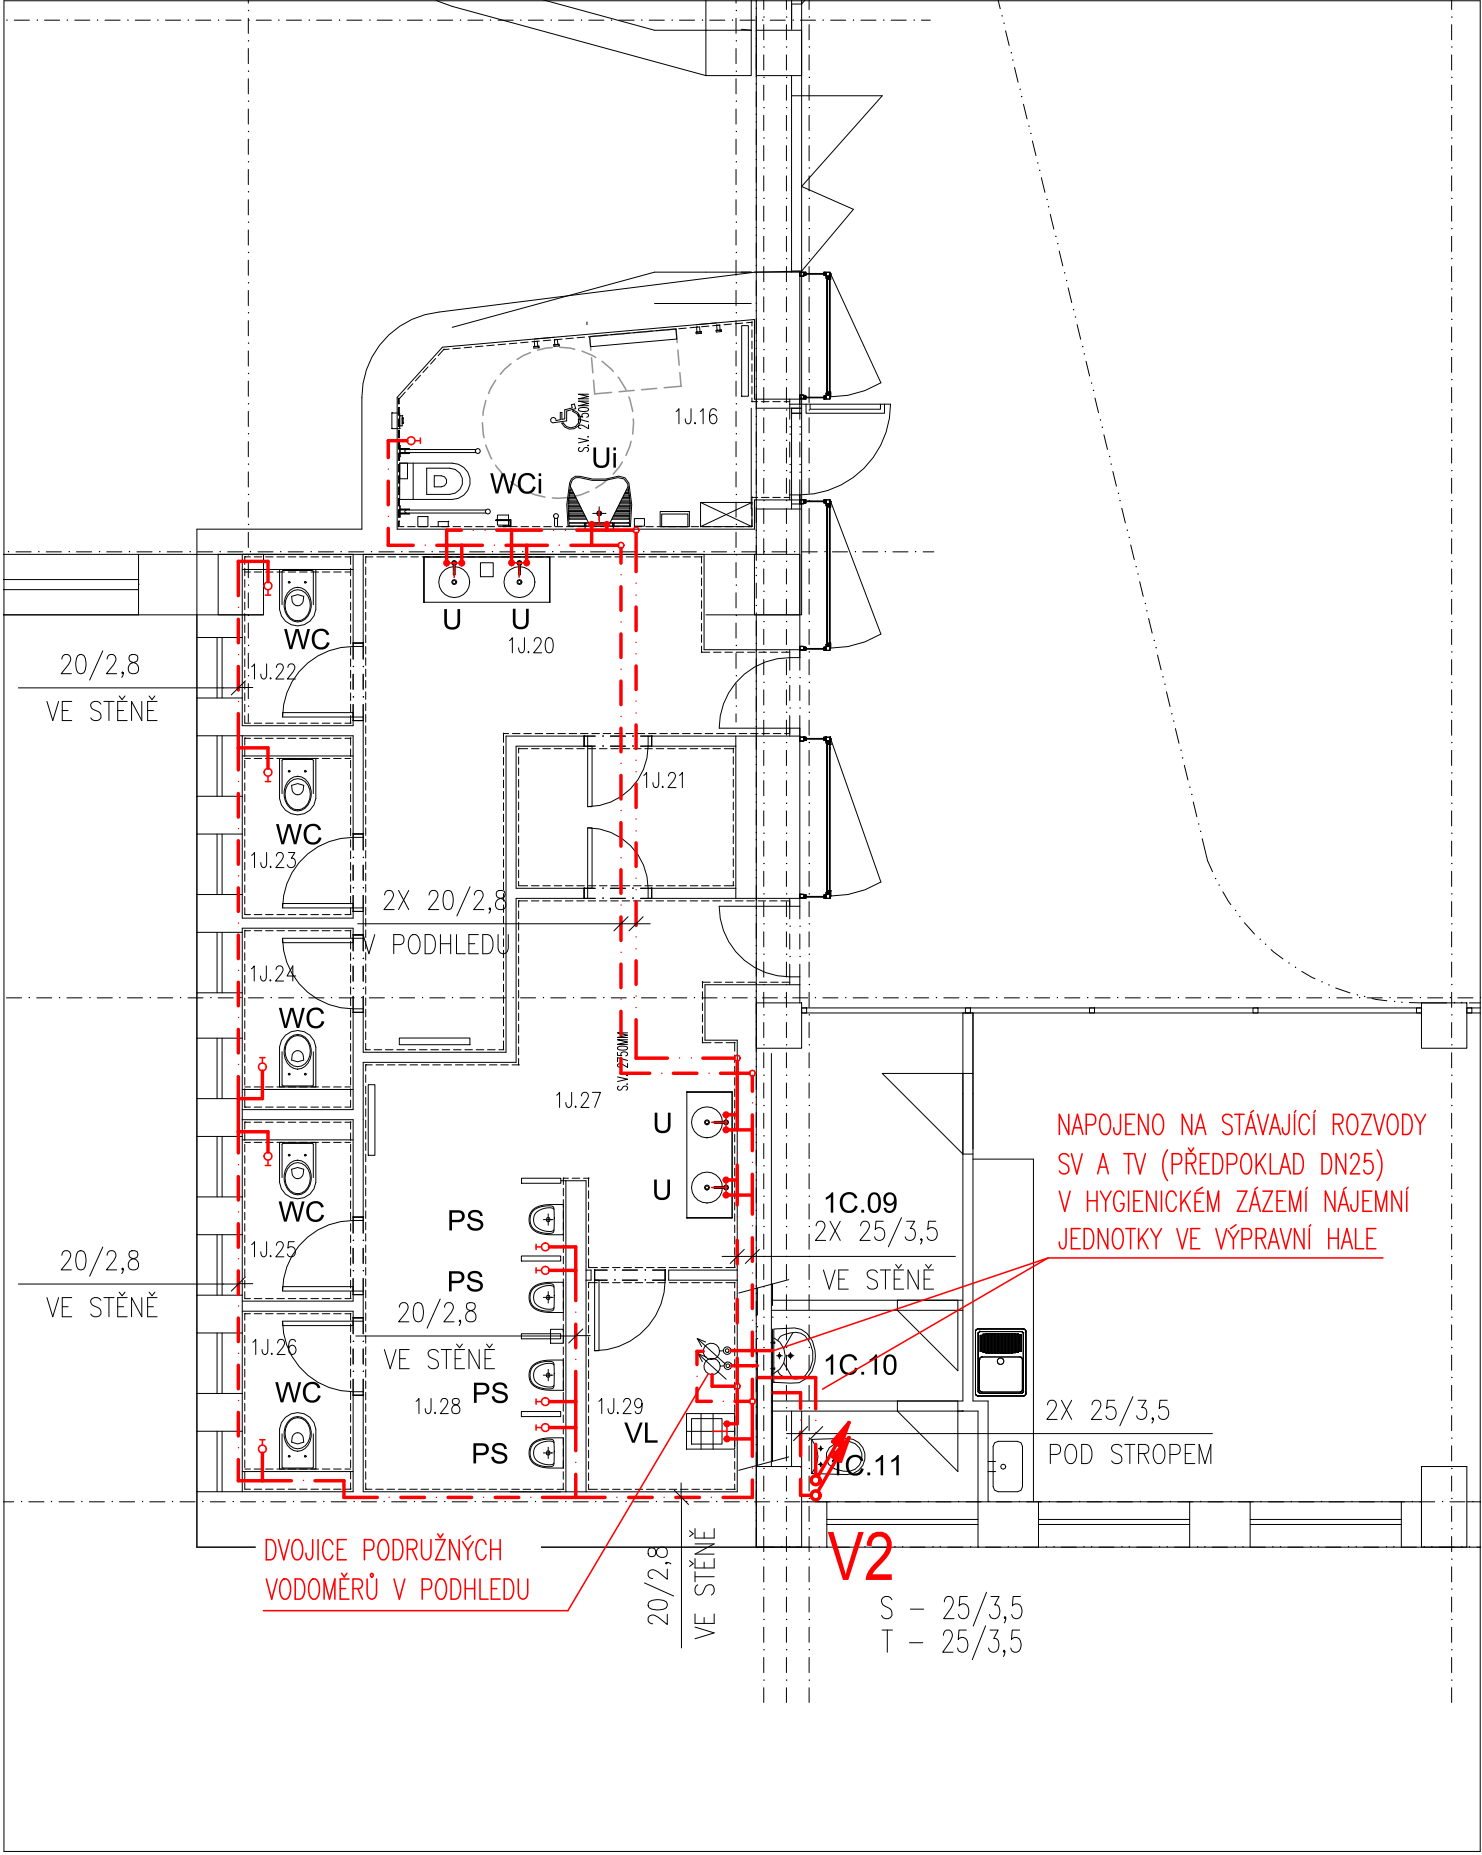 1J.16
S.V. 2750MM
Ui
WCi
U
U
1J.20
WC
1J.22
20/2,8
VE STĚNĚ
1J.21
WC
1J.23
2X 20/2,8
V PODHLEDU
1J.24
WC
S.V. 2750MM
1J.27
U
U
NAPOJENO NA STÁVAJÍCÍ ROZVODY
SV A TV (PŘEDPOKLAD DN25)
V HYGIENICKÉM ZÁZEMÍ NÁJEMNÍ
JEDNOTKY VE VÝPRAVNÍ HALE
WC
1J.25
PS
1C.09
2X 25/3,5
VE STĚNĚ
20/2,8
VE STĚNĚ
PS
20/2,8
VE STĚNĚ
1J.26
WC
1J.28
PS
PS
1J.29
VL
1C.10
2X 25/3,5
POD STROPEM
1C.11
DVOJICE PODRUŽNÝCH
VODOMĚRŮ V PODHLEDU
20/2,8
VE STĚNĚ
V2
S – 25/3,5
T – 25/3,5